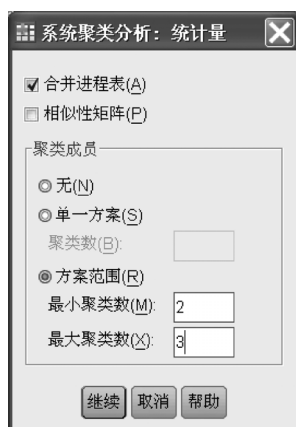 系统聚类分析：统计量
合并进程表(A)
相似性矩阵(P)
聚类成员
无(N)
单一方案(S)
聚类数(B):
方案范围(R)
最小聚类数(M): 2
最大聚类数(X): 3
继续 取消 帮助